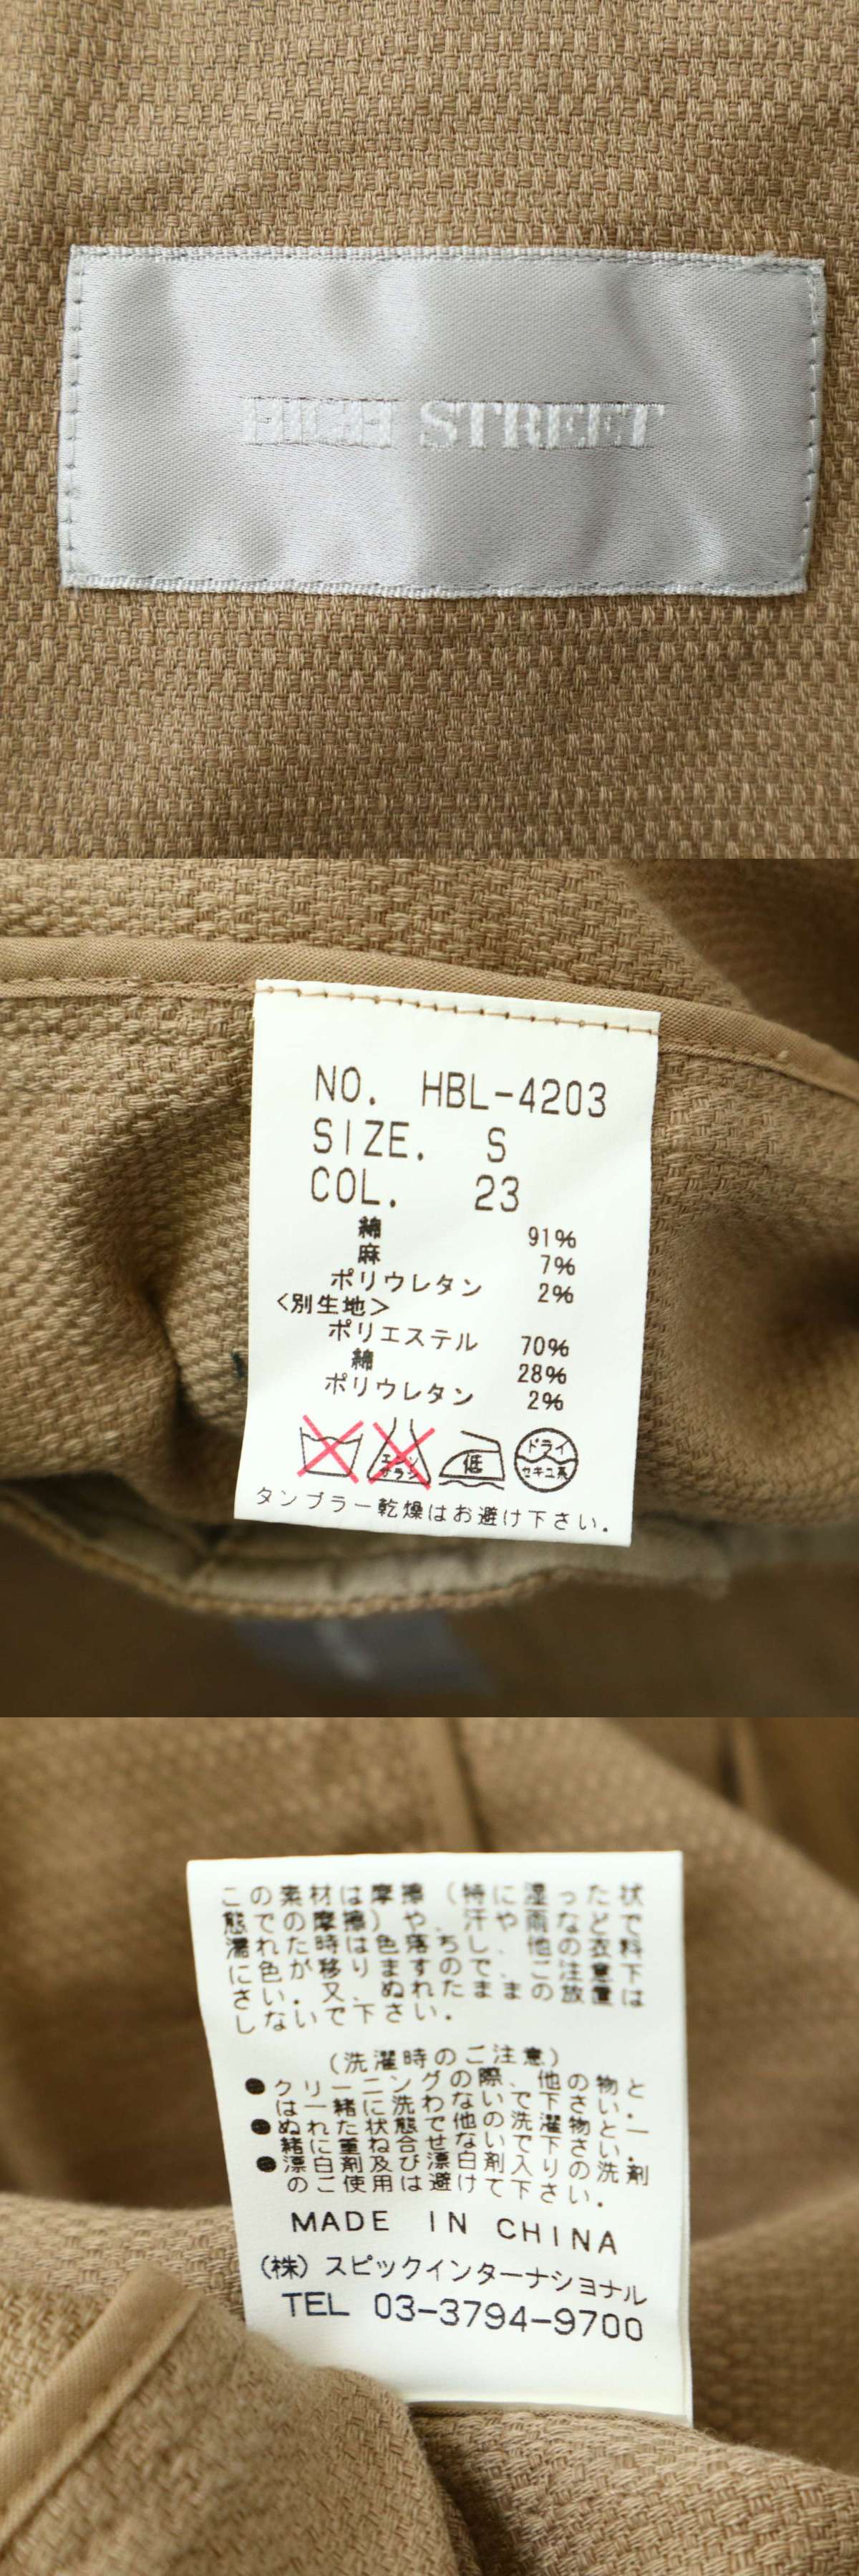 HIGH STREET
NO. HBL-4203
SIZE. S
COL. 23
綿 91%
麻 7%
ポリウレタン 2%
<別生地>
ポリエステル 70%
綿 28%
ポリウレタン 2%
エンソ
ブラシ
低
ドライ
セキユ系
タンブラー乾燥はお避け下さい.
この素材は摩擦(特に湿った状
態での摩擦)や、汗や雨などで
濡れた時は色落ちし、他の衣料
に色が移りますので、ご注意下
さい.又、ぬれたままの放置は
しないで下さい.
(洗濯時のご注意)
●クリーニングの際、他の物と
は一緒に洗わないで下さい.
●ぬれた状態で他の洗濯物と一
緒に重ね合せないで下さい.
●漂白剤及び漂白剤入りの洗剤
のご使用は避けて下さい.
MADE IN CHINA
(株)スピックインターナショナル
TEL 03-3794-9700